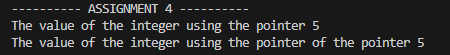 ---------- ASSIGNMENT 4 ----------
The value of the integer using the pointer 5
The value of the integer using the pointer of the pointer 5